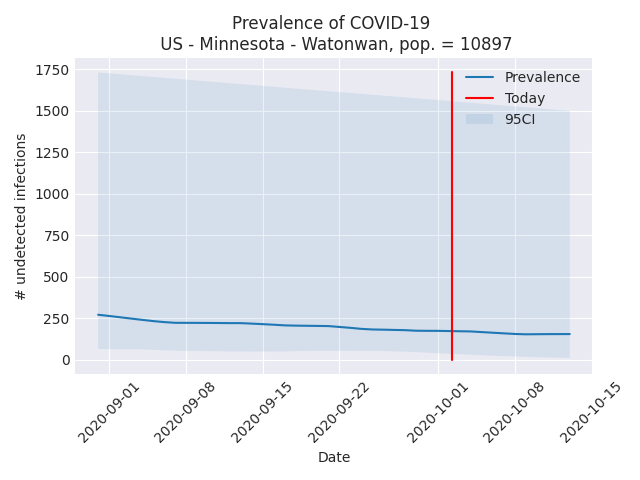 Prevalence of COVID-19
US - Minnesota - Watonwan, pop. = 10897
Prevalence
Today
95CI
1750
1500
1250
1000
750
500
250
0
# undetected infections
2020-09-01
2020-09-08
2020-09-15
2020-09-22
2020-10-01
2020-10-08
2020-10-15
Date